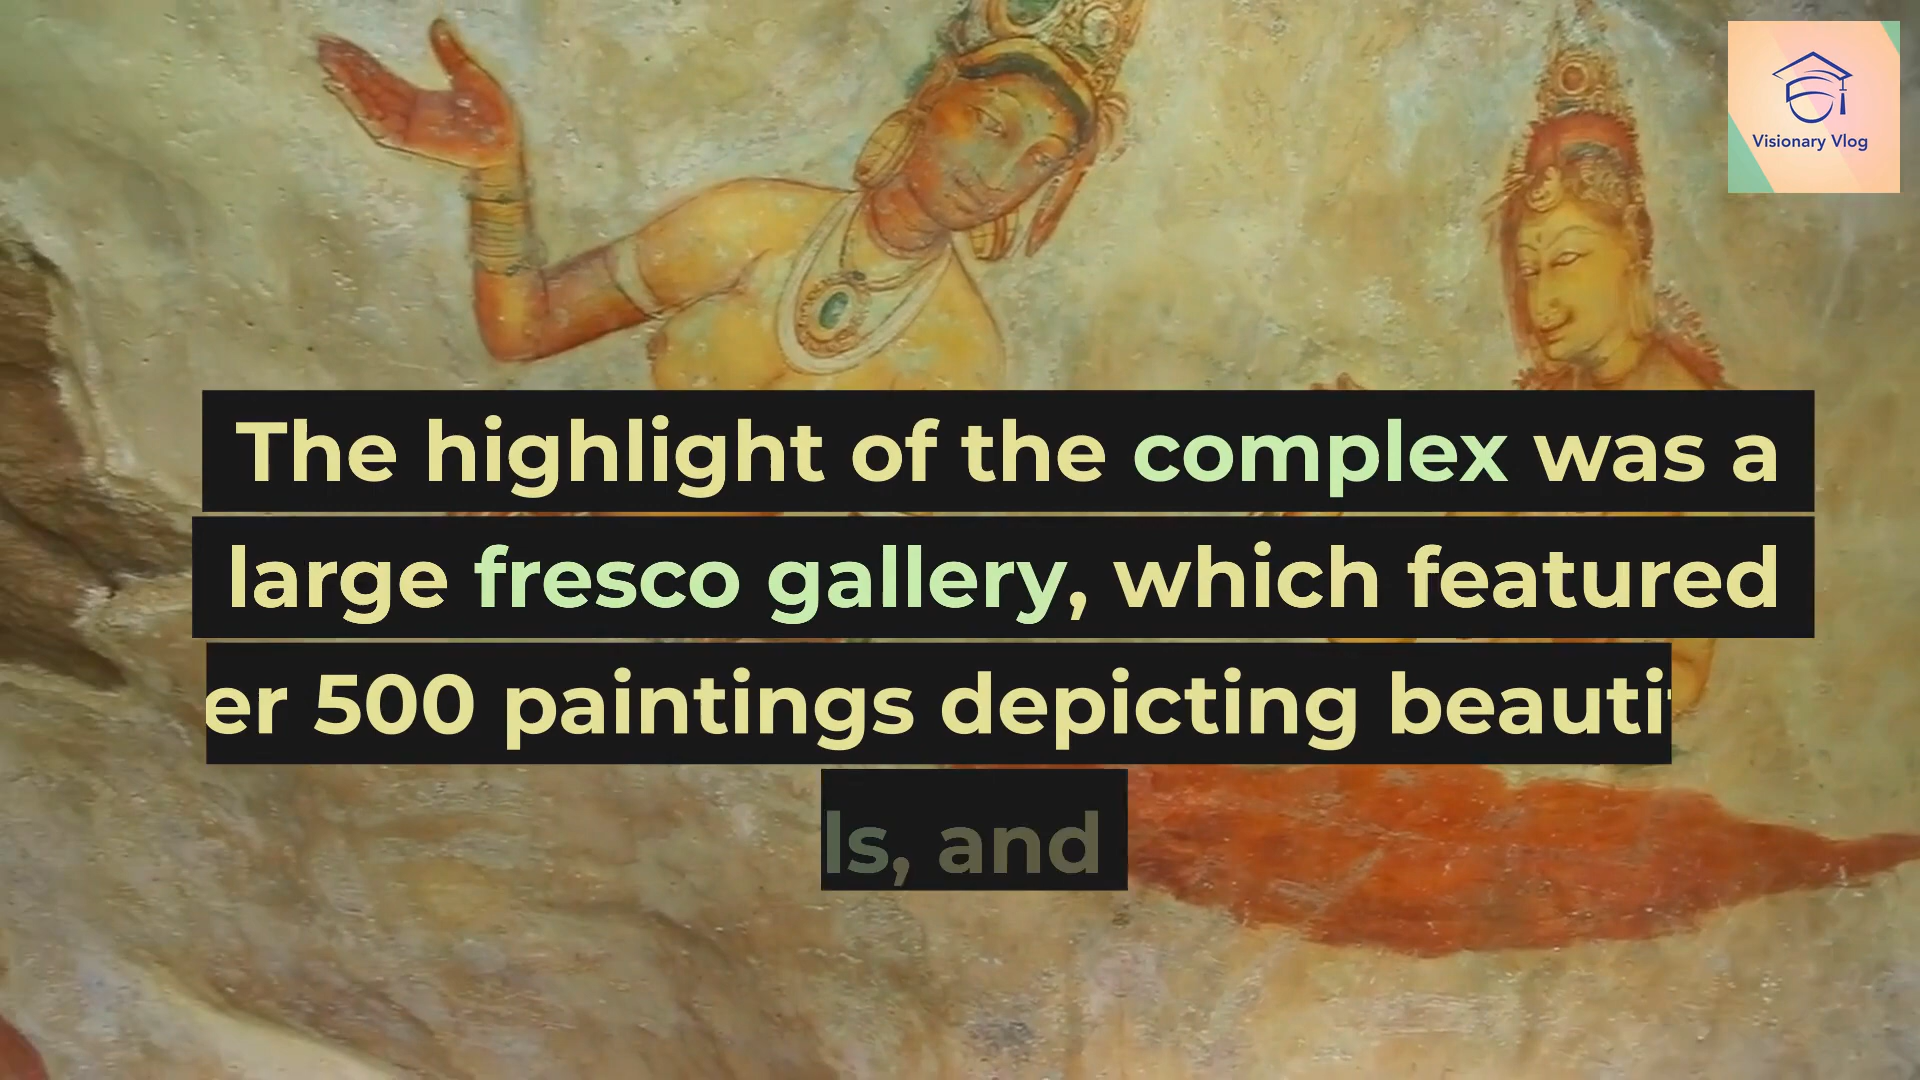 Visionary Vlog
The highlight of the complex was a
large fresco gallery, which featured
er 500 paintings depicting beauti
ls, and